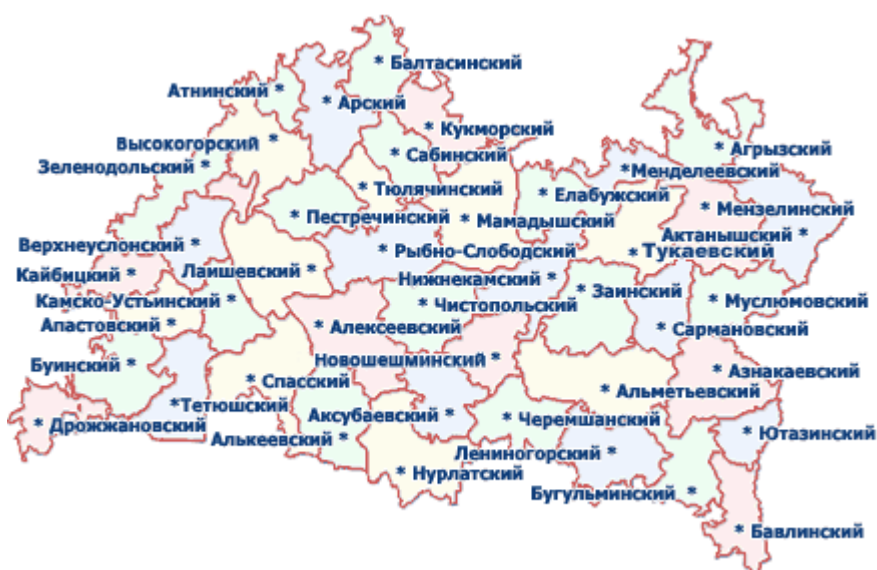 * Балтасинский
Атнинский *
* Арский
* Кукморский
Высокогорский *
* Агрызский
* Сабинский
Зеленодольский *
* Менделеевский
* Тюлячинский
* Елабужский
* Мензелинский
* Пестречинский
* Мамадышский
Актанышский *
Верхнеуслонский *
* Рыбно-Слободский
* Тукаевский
Кайбицкий *
Лаишевский *
Нижнекамский *
* Заинский
Камско-Устьинский *
* Чистопольский
* Муслюмовский
Апастовский *
* Алексеевский
* Сармановский
Буинский *
Новошешминский *
* Азнакаевский
* Спасский
* Альметьевский
* Тетюшский
Аксубаевский *
* Черемшанский
* Дрожжановский
* Ютазинский
Алькеевский *
Лениногорский *
* Нурлатский
Бугульминский *
* Бавлинский